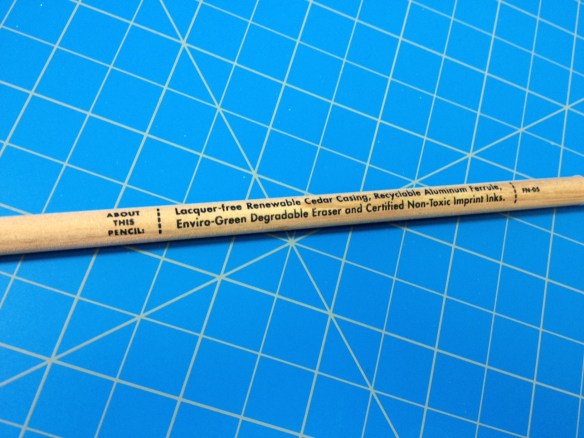 ABOUT
THIS
PENCIL:
Lacquer-free Renewable Cedar Casing, Recyclable Aluminum Ferrule,
Enviro-Green Degradable Eraser and Certified Non-Toxic Imprint Inks.
FN-05